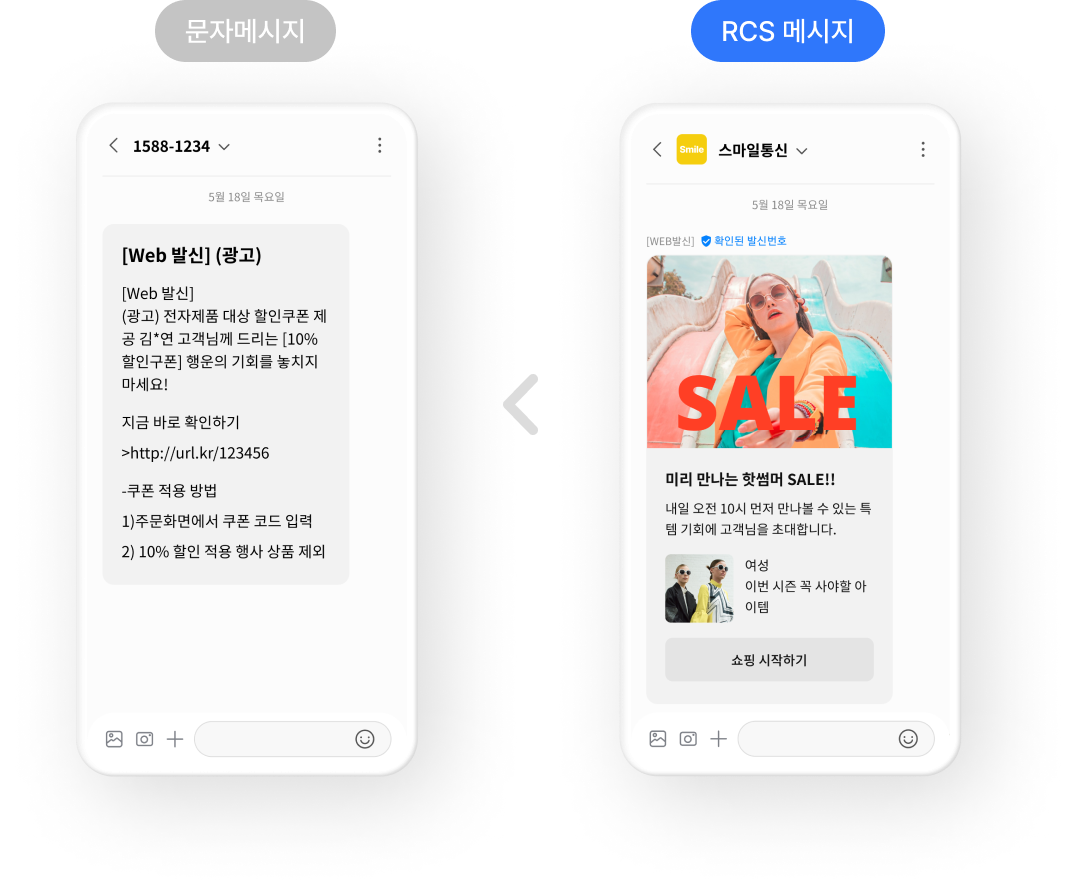 문자메시지
1588-1234
5월 18일 목요일
[Web 발신] (광고)
[Web 발신]
(광고) 전자제품 대상 할인쿠폰 제
공 김*연 고객님께 드리는 [10%
할인구폰] 행운의 기회를 놓치지
마세요!
지금 바로 확인하기
>http://url.kr/123456
-쿠폰 적용 방법
1)주문화면에서 쿠폰 코드 입력
2) 10% 할인 적용 행사 상품 제외
RCS 메시지
Smile
스마일통신
5월 18일 목요일
[WEB발신] 확인된 발신번호
SALE
미리 만나는 핫썸머 SALE!!
내일 오전 10시 먼저 만나볼 수 있는 특
템 기회에 고객님을 초대합니다.
여성
이번 시즌 꼭 사야할 아
이템
쇼핑 시작하기